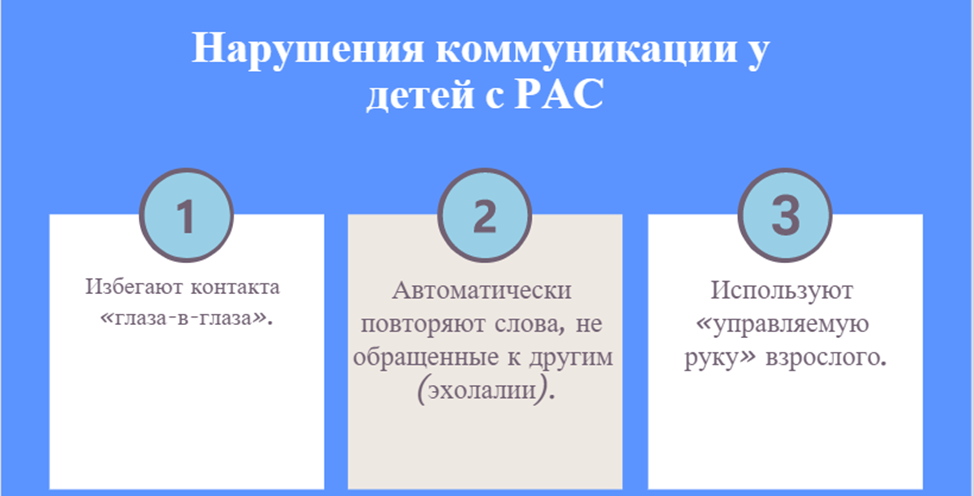 Нарушения коммуникации у
детей с РАС
1
Избегают контакта
«глаза-в-глаза».
2
Автоматически
повторяют слова, не
обращенные к другим
(эхолалии).
3
Используют
«управляемую
руку» взрослого.